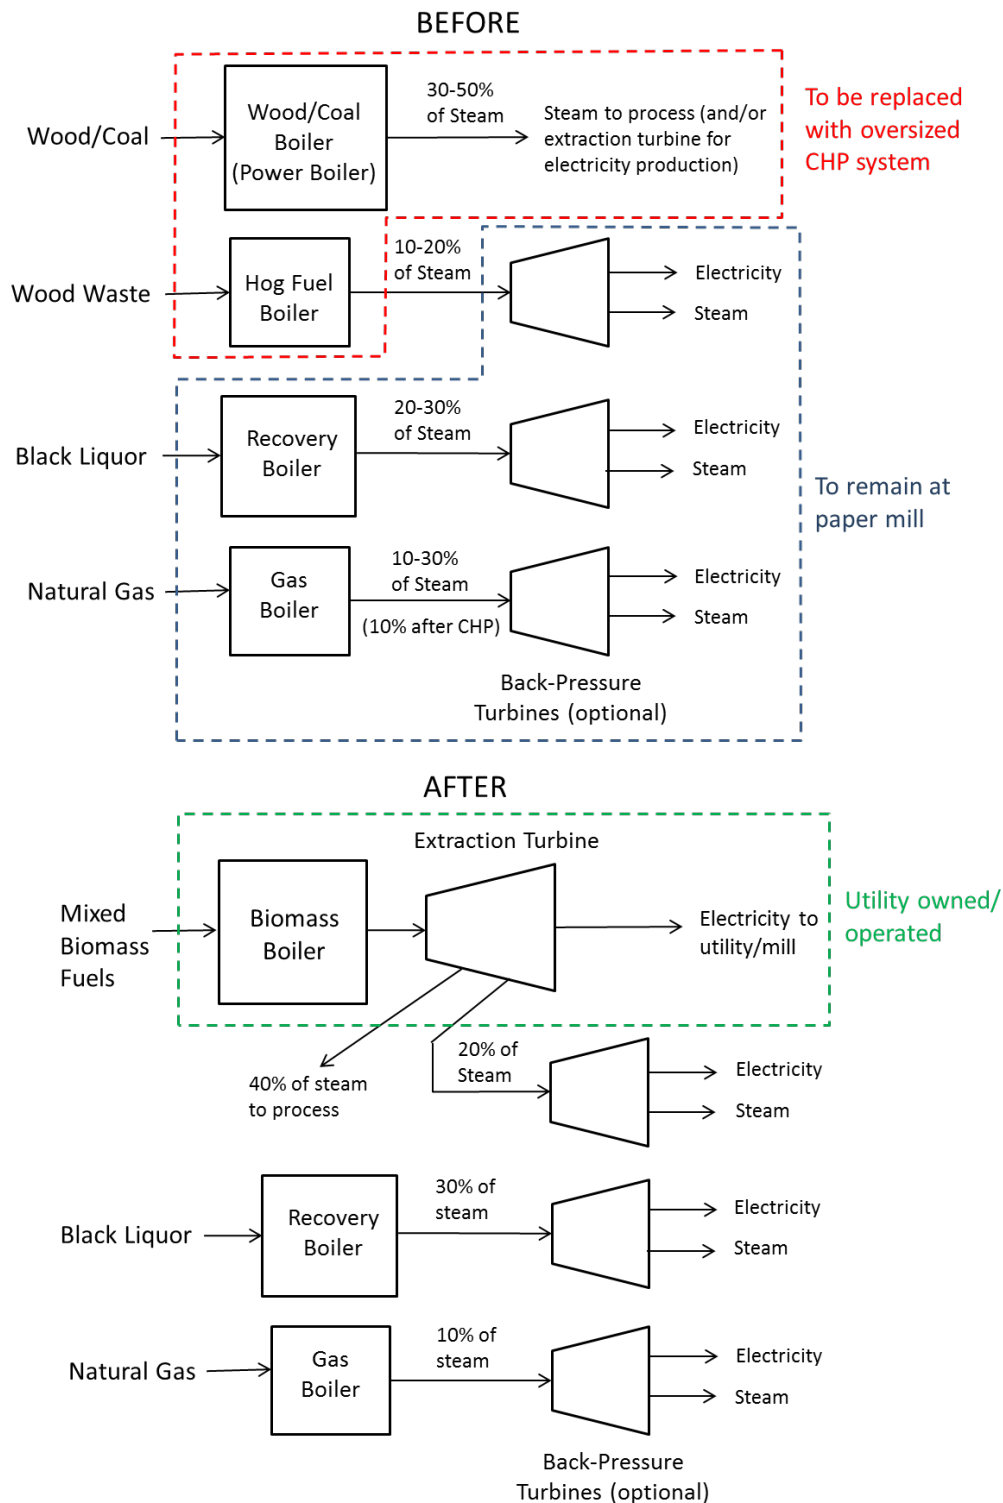 BEFORE
Wood/Coal
Wood/Coal
Boiler
(Power Boiler)
30-50%
of Steam
Steam to process (and/or
extraction turbine for
electricity production)
To be replaced
with oversized
CHP system
Wood Waste
Hog Fuel
Boiler
10-20%
of Steam
Electricity
Steam
Black Liquor
Recovery
Boiler
20-30%
of Steam
Electricity
Steam
To remain at
paper mill
Natural Gas
Gas
Boiler
10-30%
of Steam
(10% after CHP)
Electricity
Steam
Back-Pressure
Turbines (optional)
AFTER
Extraction Turbine
Mixed
Biomass
Fuels
Biomass
Boiler
Electricity to
utility/mill
Utility owned/
operated
40% of steam
to process
20% of
Steam
Electricity
Steam
Black Liquor
Recovery
Boiler
30% of
steam
Electricity
Steam
Natural Gas
Gas
Boiler
10% of
steam
Electricity
Steam
Back-Pressure
Turbines (optional)